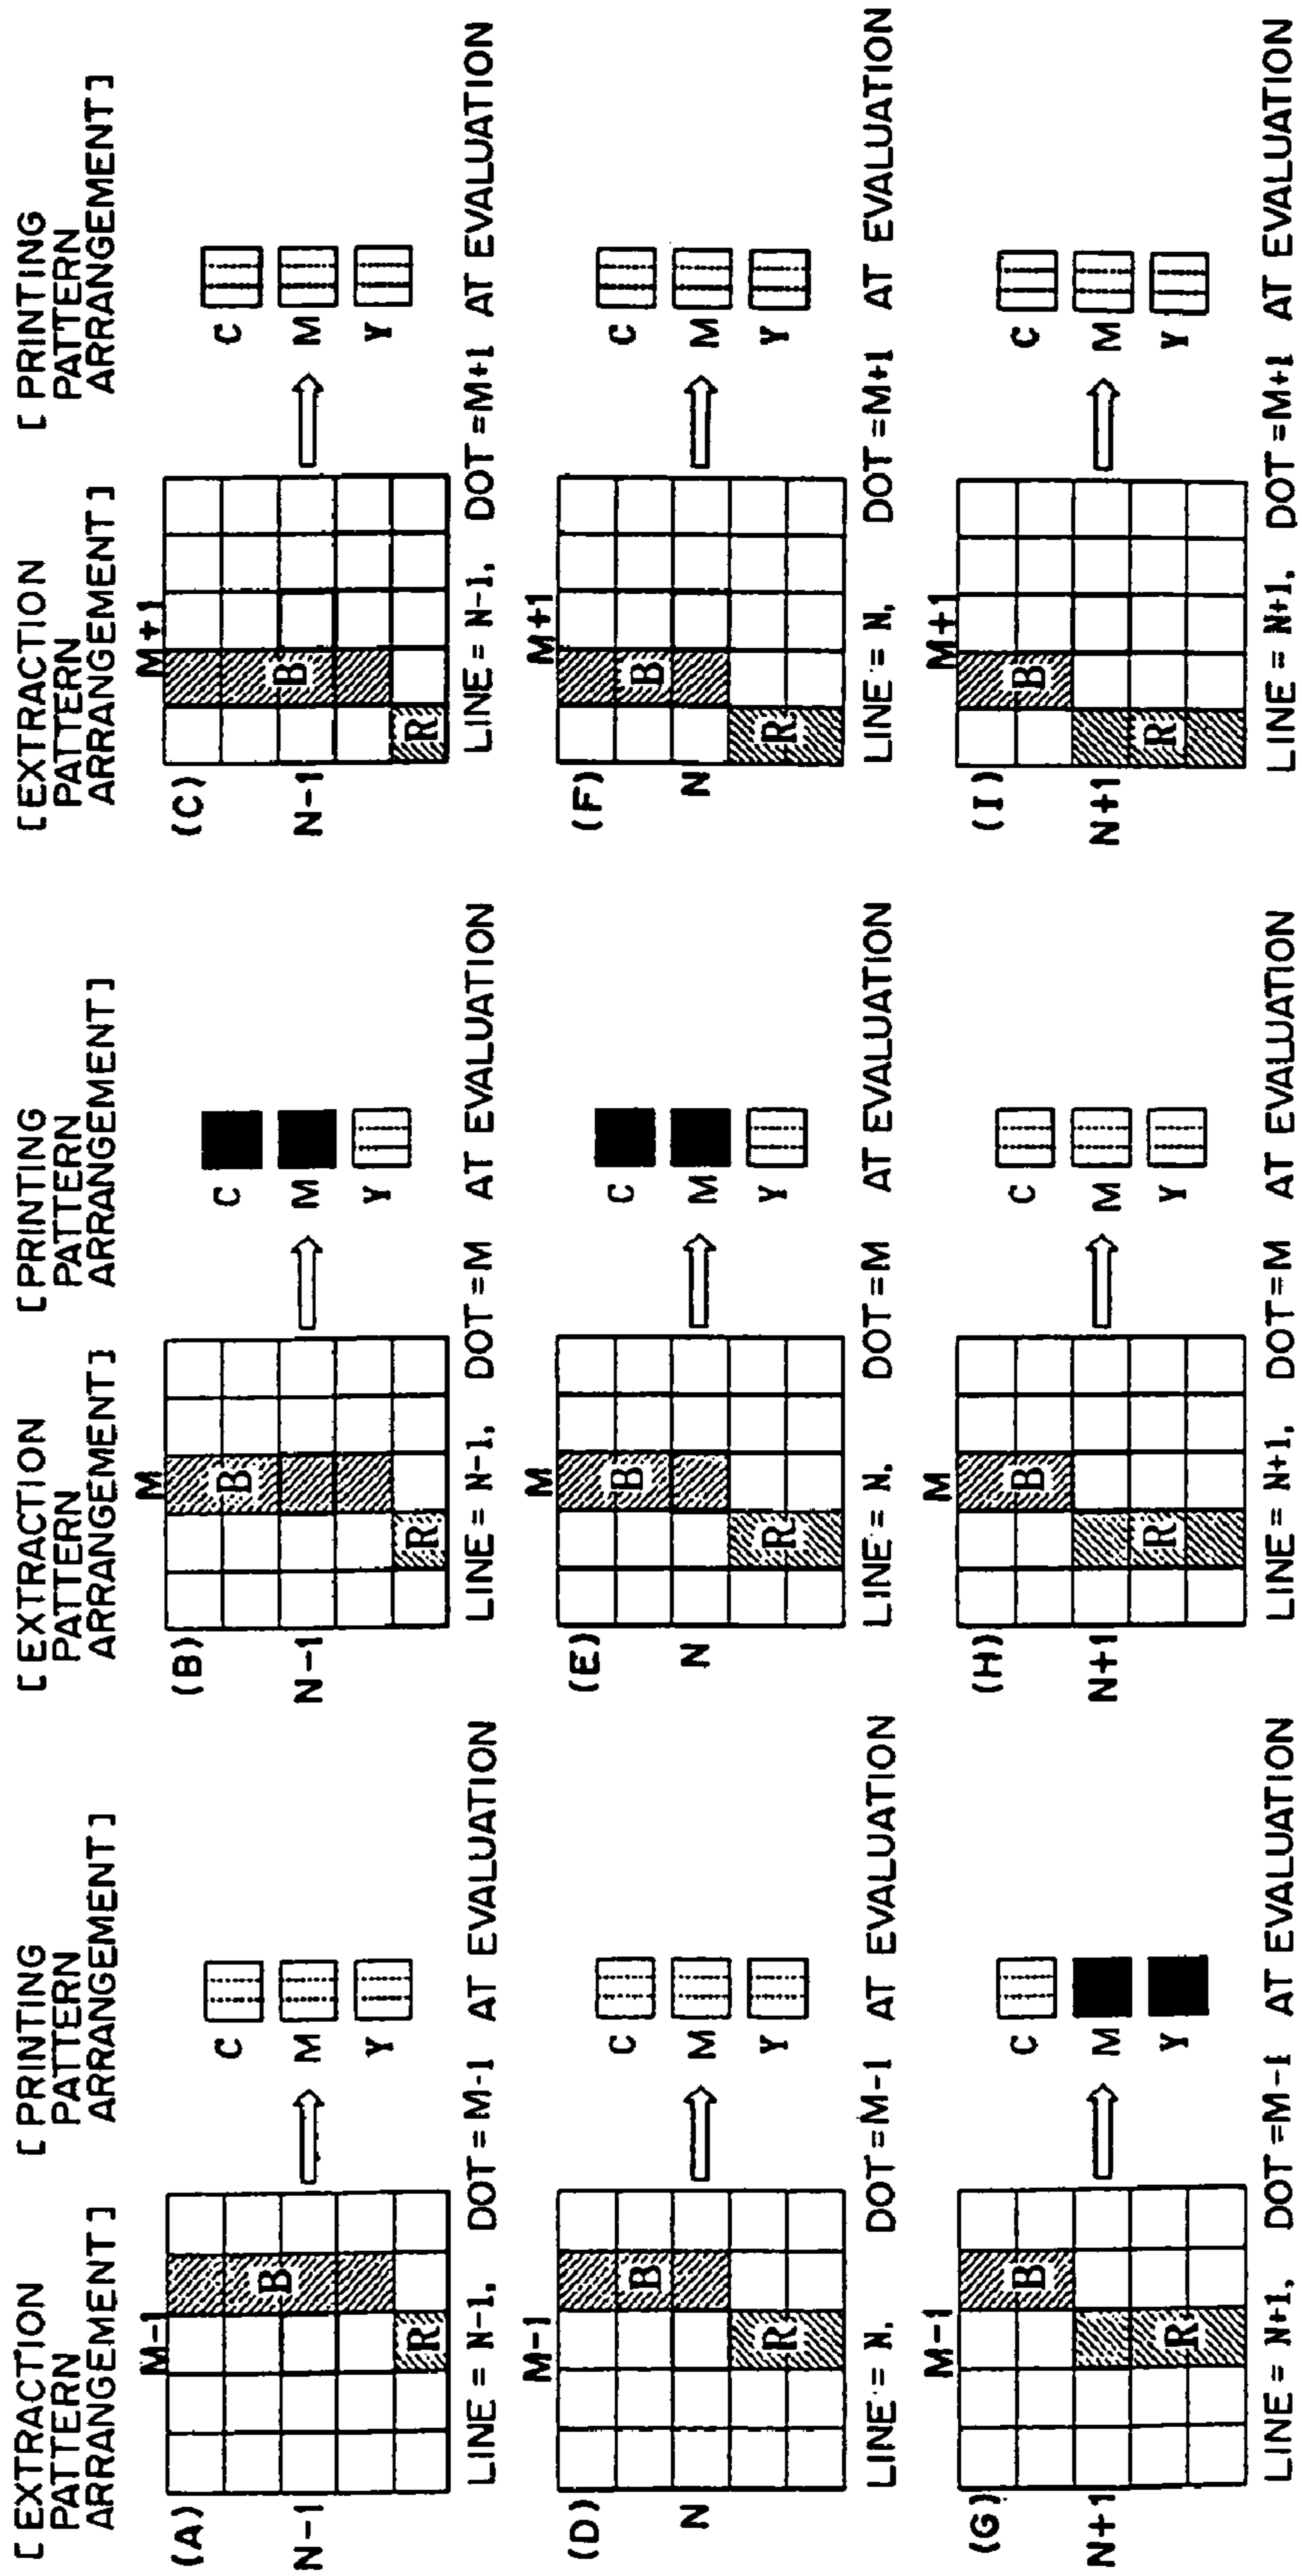 [EXTRACTION
PATTERN
ARRANGEMENT]
[PRINTING
PATTERN
ARRANGEMENT]
[EXTRACTION
PATTERN
ARRANGEMENT]
[PRINTING
PATTERN
ARRANGEMENT]
[EXTRACTION
PATTERN
ARRANGEMENT]
[PRINTING
PATTERN
ARRANGEMENT]
(A)
M-1
N-1
B
R
C
M
Y
LINE = N-1, DOT = M-1 AT EVALUATION
(B)
M
N-1
B
R
C
M
Y
LINE = N-1, DOT = M AT EVALUATION
(C)
M+1
N-1
B
R
C
M
Y
LINE = N-1, DOT = M+1 AT EVALUATION
(D)
M-1
N
B
R
C
M
Y
LINE = N, DOT = M-1 AT EVALUATION
(E)
M
N
B
R
C
M
Y
LINE = N, DOT = M AT EVALUATION
(F)
M+1
N
B
R
C
M
Y
LINE = N, DOT = M+1 AT EVALUATION
(G)
M-1
N+1
B
R
C
M
Y
LINE = N+1, DOT = M-1 AT EVALUATION
(H)
M
N+1
B
R
C
M
Y
LINE = N+1, DOT = M AT EVALUATION
(I)
M+1
N+1
B
R
C
M
Y
LINE = N+1, DOT = M+1 AT EVALUATION